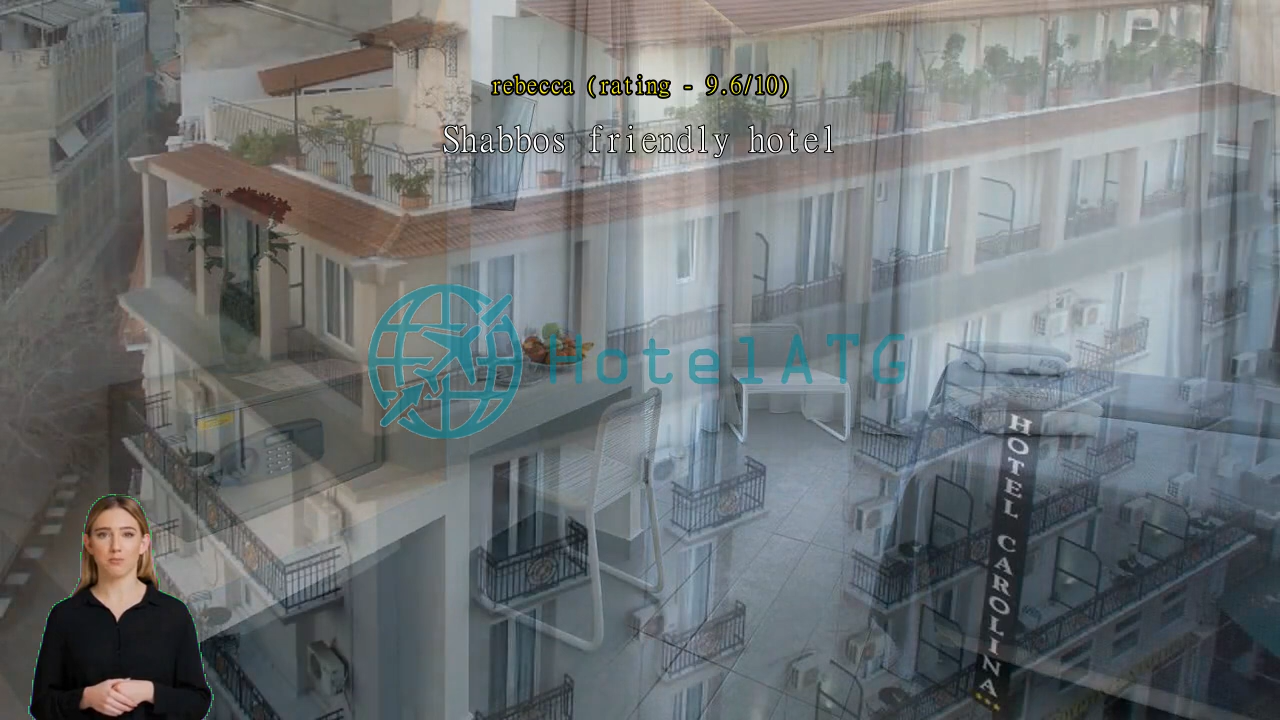 rebecca (rating - 9.6/10)
Shabbos friendly hotel
HotelATG
HOTEL CAROLINA